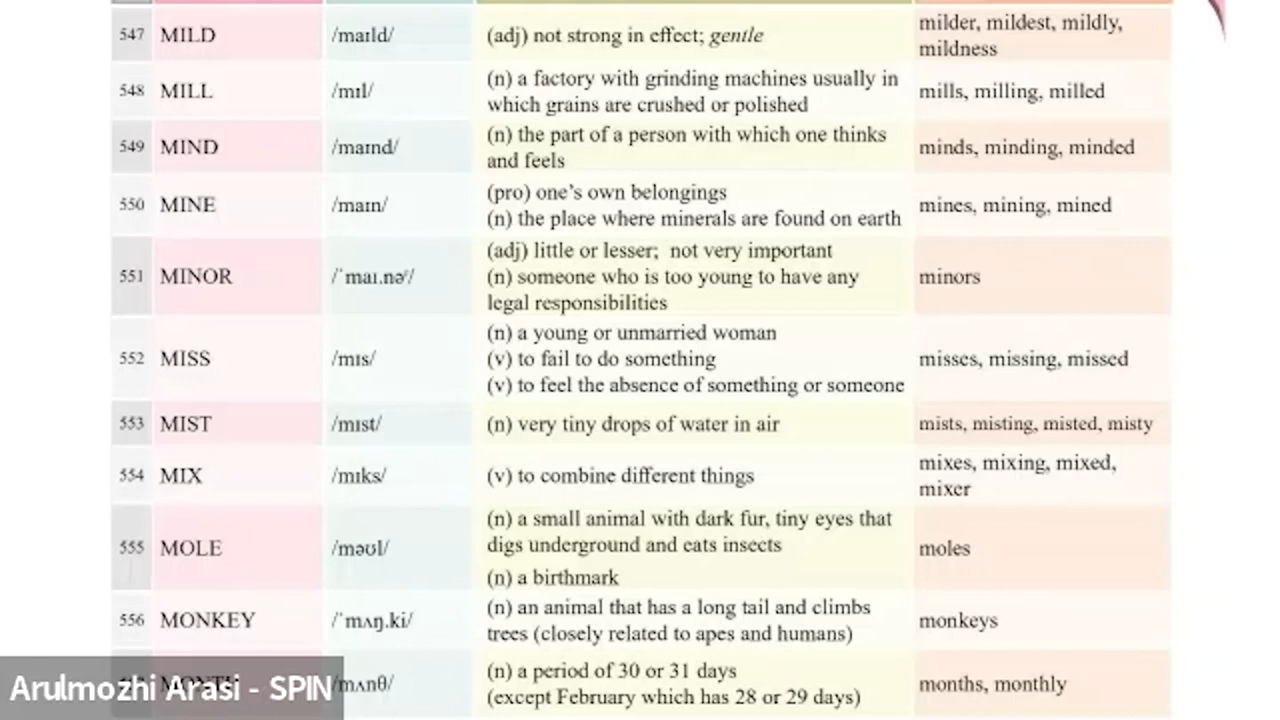 547 MILD /maɪld/ (adj) not strong in effect; gentle milder, mildest, mildly,
mildness
548 MILL /mɪl/ (n) a factory with grinding machines usually in
which grains are crushed or polished mills, milling, milled
549 MIND /maɪnd/ (n) the part of a person with which one thinks
and feels minds, minding, minded
550 MINE /maɪn/ (pro) one's own belongings
(n) the place where minerals are found on earth mines, mining, mined
551 MINOR /ˈmaɪ.nəʳ/ (adj) little or lesser; not very important
(n) someone who is too young to have any
legal responsibilities minors
552 MISS /mɪs/ (n) a young or unmarried woman
(v) to fail to do something
(v) to feel the absence of something or someone misses, missing, missed
553 MIST /mɪst/ (n) very tiny drops of water in air mists, misting, misted, misty
554 MIX /mɪks/ (v) to combine different things mixes, mixing, mixed,
mixer
555 MOLE /məʊl/ (n) a small animal with dark fur, tiny eyes that
digs underground and eats insects
(n) a birthmark moles
556 MONKEY /ˈmʌŋ.ki/ (n) an animal that has a long tail and climbs
trees (closely related to apes and humans) monkeys
MONTH /mʌnθ/ (n) a period of 30 or 31 days
(except February which has 28 or 29 days) months, monthly
Arulmozhi Arasi - SPIN